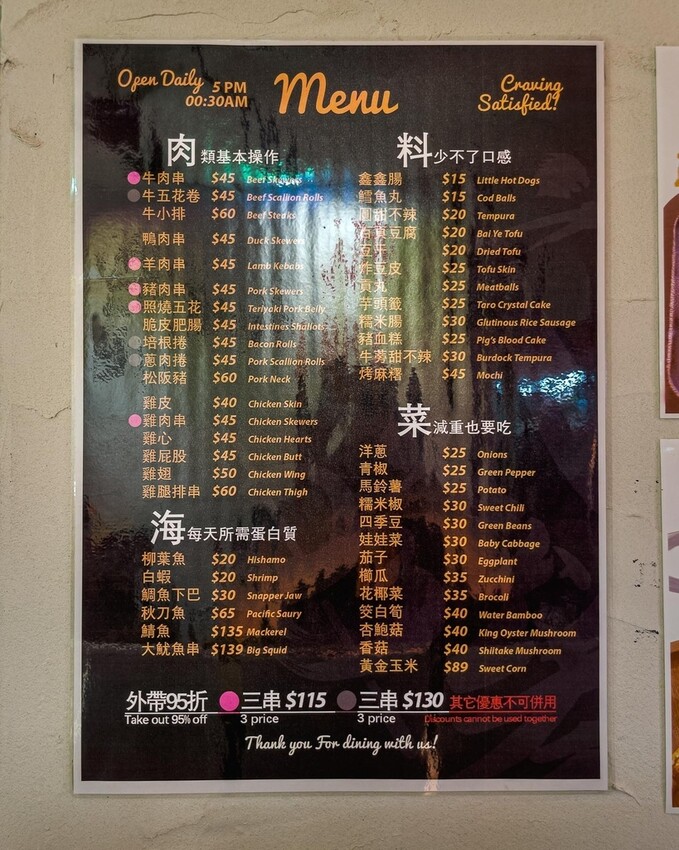 Open Daily 5 PM
00:30AM
Menu
Craving
Satisfied!
肉 類基本操作
牛肉串 $45 Beef Skewers
牛五花卷 $45 Beef Scallion Rolls
牛小排 $60 Beef Steaks
鴨肉串 $45 Duck Skewers
羊肉串 $45 Lamb Kebabs
豬肉串 $45 Pork Skewers
照燒五花 $45 Teriyaki Pork Belly
脆皮肥腸 $45 Intestines Shallots
培根捲 $45 Bacon Rolls
蔥肉捲 $45 Pork Scallion Rolls
松阪豬 $60 Pork Neck
雞皮 $40 Chicken Skin
雞肉串 $45 Chicken Skewers
雞心 $45 Chicken Hearts
雞屁股 $45 Chicken Butt
雞翅 $50 Chicken Wing
雞腿排串 $60 Chicken Thigh
海 每天所需蛋白質
柳葉魚 $20 Hishamo
白蝦 $20 Shrimp
鯛魚下巴 $30 Snapper Jaw
秋刀魚 $65 Pacific Saury
鯖魚 $135 Mackerel
大魷魚串 $139 Big Squid
料 少不了口感
鑫鑫腸 $15 Little Hot Dogs
鱈魚丸 $15 Cod Balls
圓甜不辣 $20 Tempura
百頁豆腐 $20 Bai Ye Tofu
豆干 $20 Dried Tofu
炸豆皮 $25 Tofu Skin
貢丸 $25 Meatballs
芋頭籤 $25 Taro Crystal Cake
糯米腸 $30 Glutinous Rice Sausage
豬血糕 $25 Pig's Blood Cake
牛蒡甜不辣 $30 Burdock Tempura
烤麻糬 $45 Mochi
菜 減重也要吃
洋蔥 $25 Onions
青椒 $25 Green Pepper
馬鈴薯 $25 Potato
糯米椒 $30 Sweet Chili
四季豆 $30 Green Beans
娃娃菜 $30 Baby Cabbage
茄子 $30 Eggplant
櫛瓜 $35 Zucchini
花椰菜 $35 Brocoli
筊白筍 $40 Water Bamboo
杏鮑菇 $40 King Oyster Mushroom
香菇 $40 Shiitake Mushroom
黃金玉米 $89 Sweet Corn
外帶95折 三串 $115 三串 $130 其它優惠不可併用
Take out 95% off 3 price 3 price Discounts cannot be used together
Thank you For dining with us!